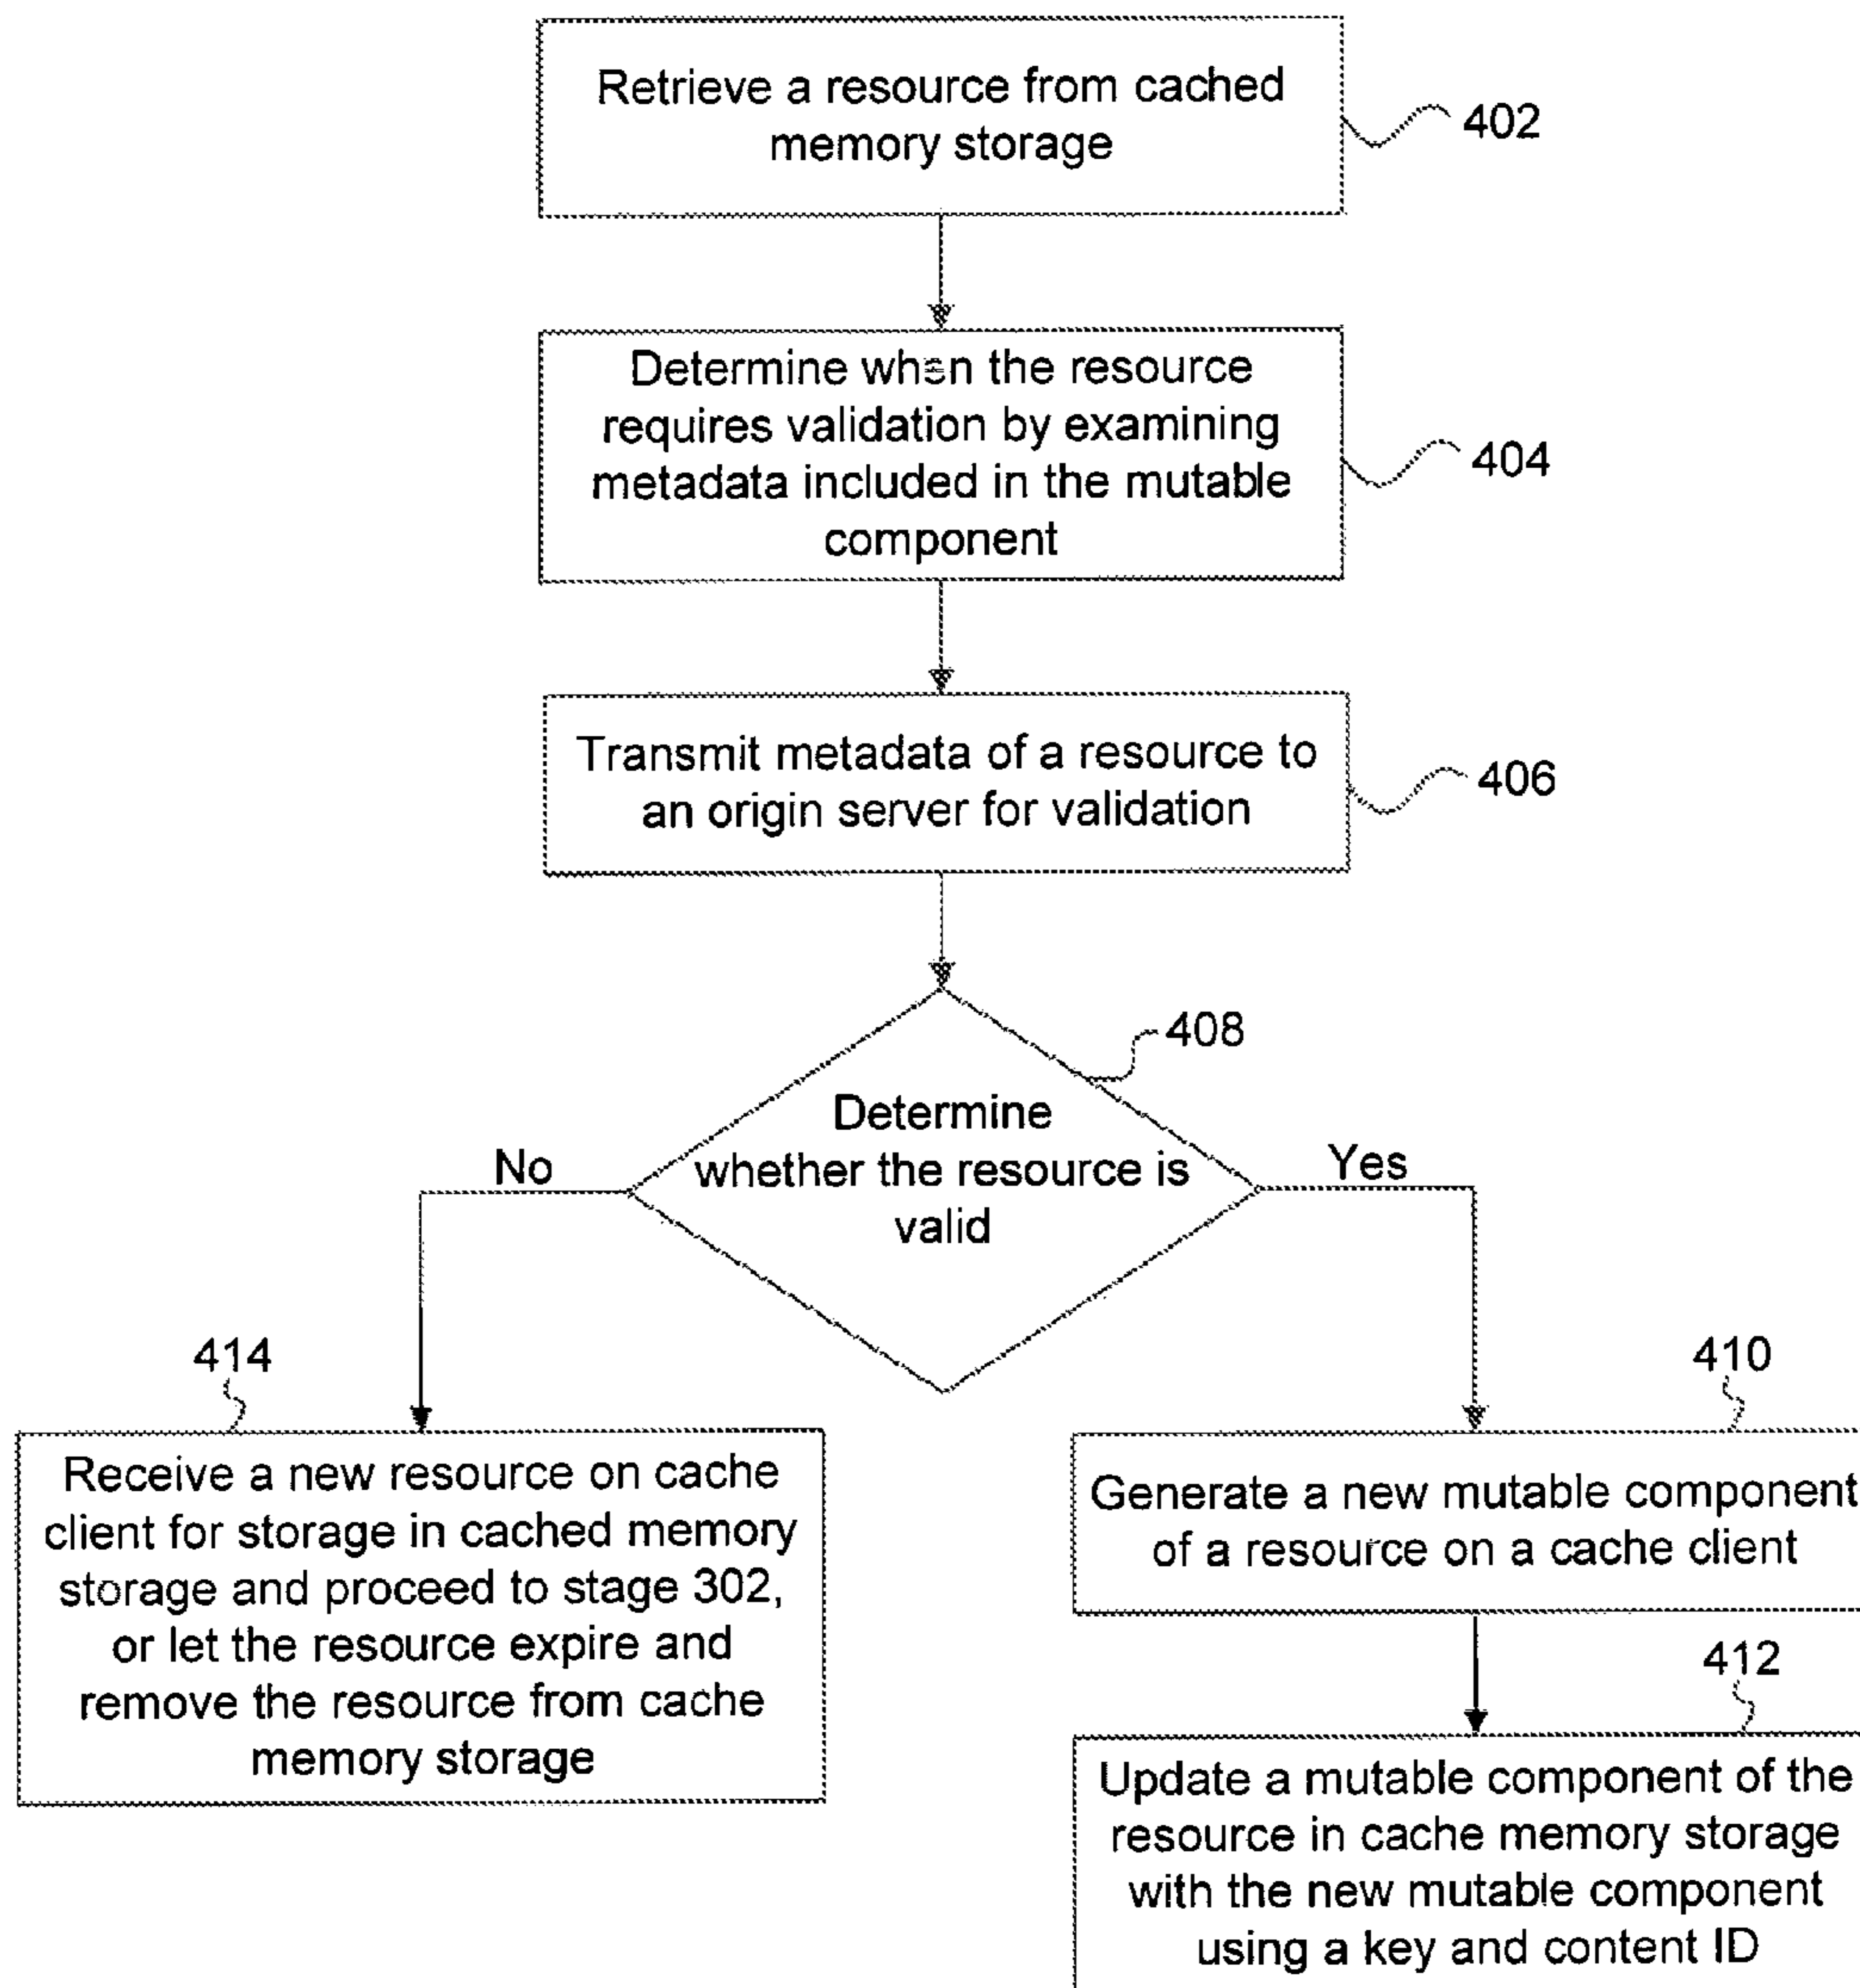 Retrieve a resource from cached
memory storage
402
Determine when the resource
requires validation by examining
metadata included in the mutable
component
404
Transmit metadata of a resource to
an origin server for validation
406
408
Determine
whether the resource is
valid
No
Yes
414
Receive a new resource on cache
client for storage in cached memory
storage and proceed to stage 302,
or let the resource expire and
remove the resource from cache
memory storage
410
Generate a new mutable component
of a resource on a cache client
412
Update a mutable component of the
resource in cache memory storage
with the new mutable component
using a key and content ID